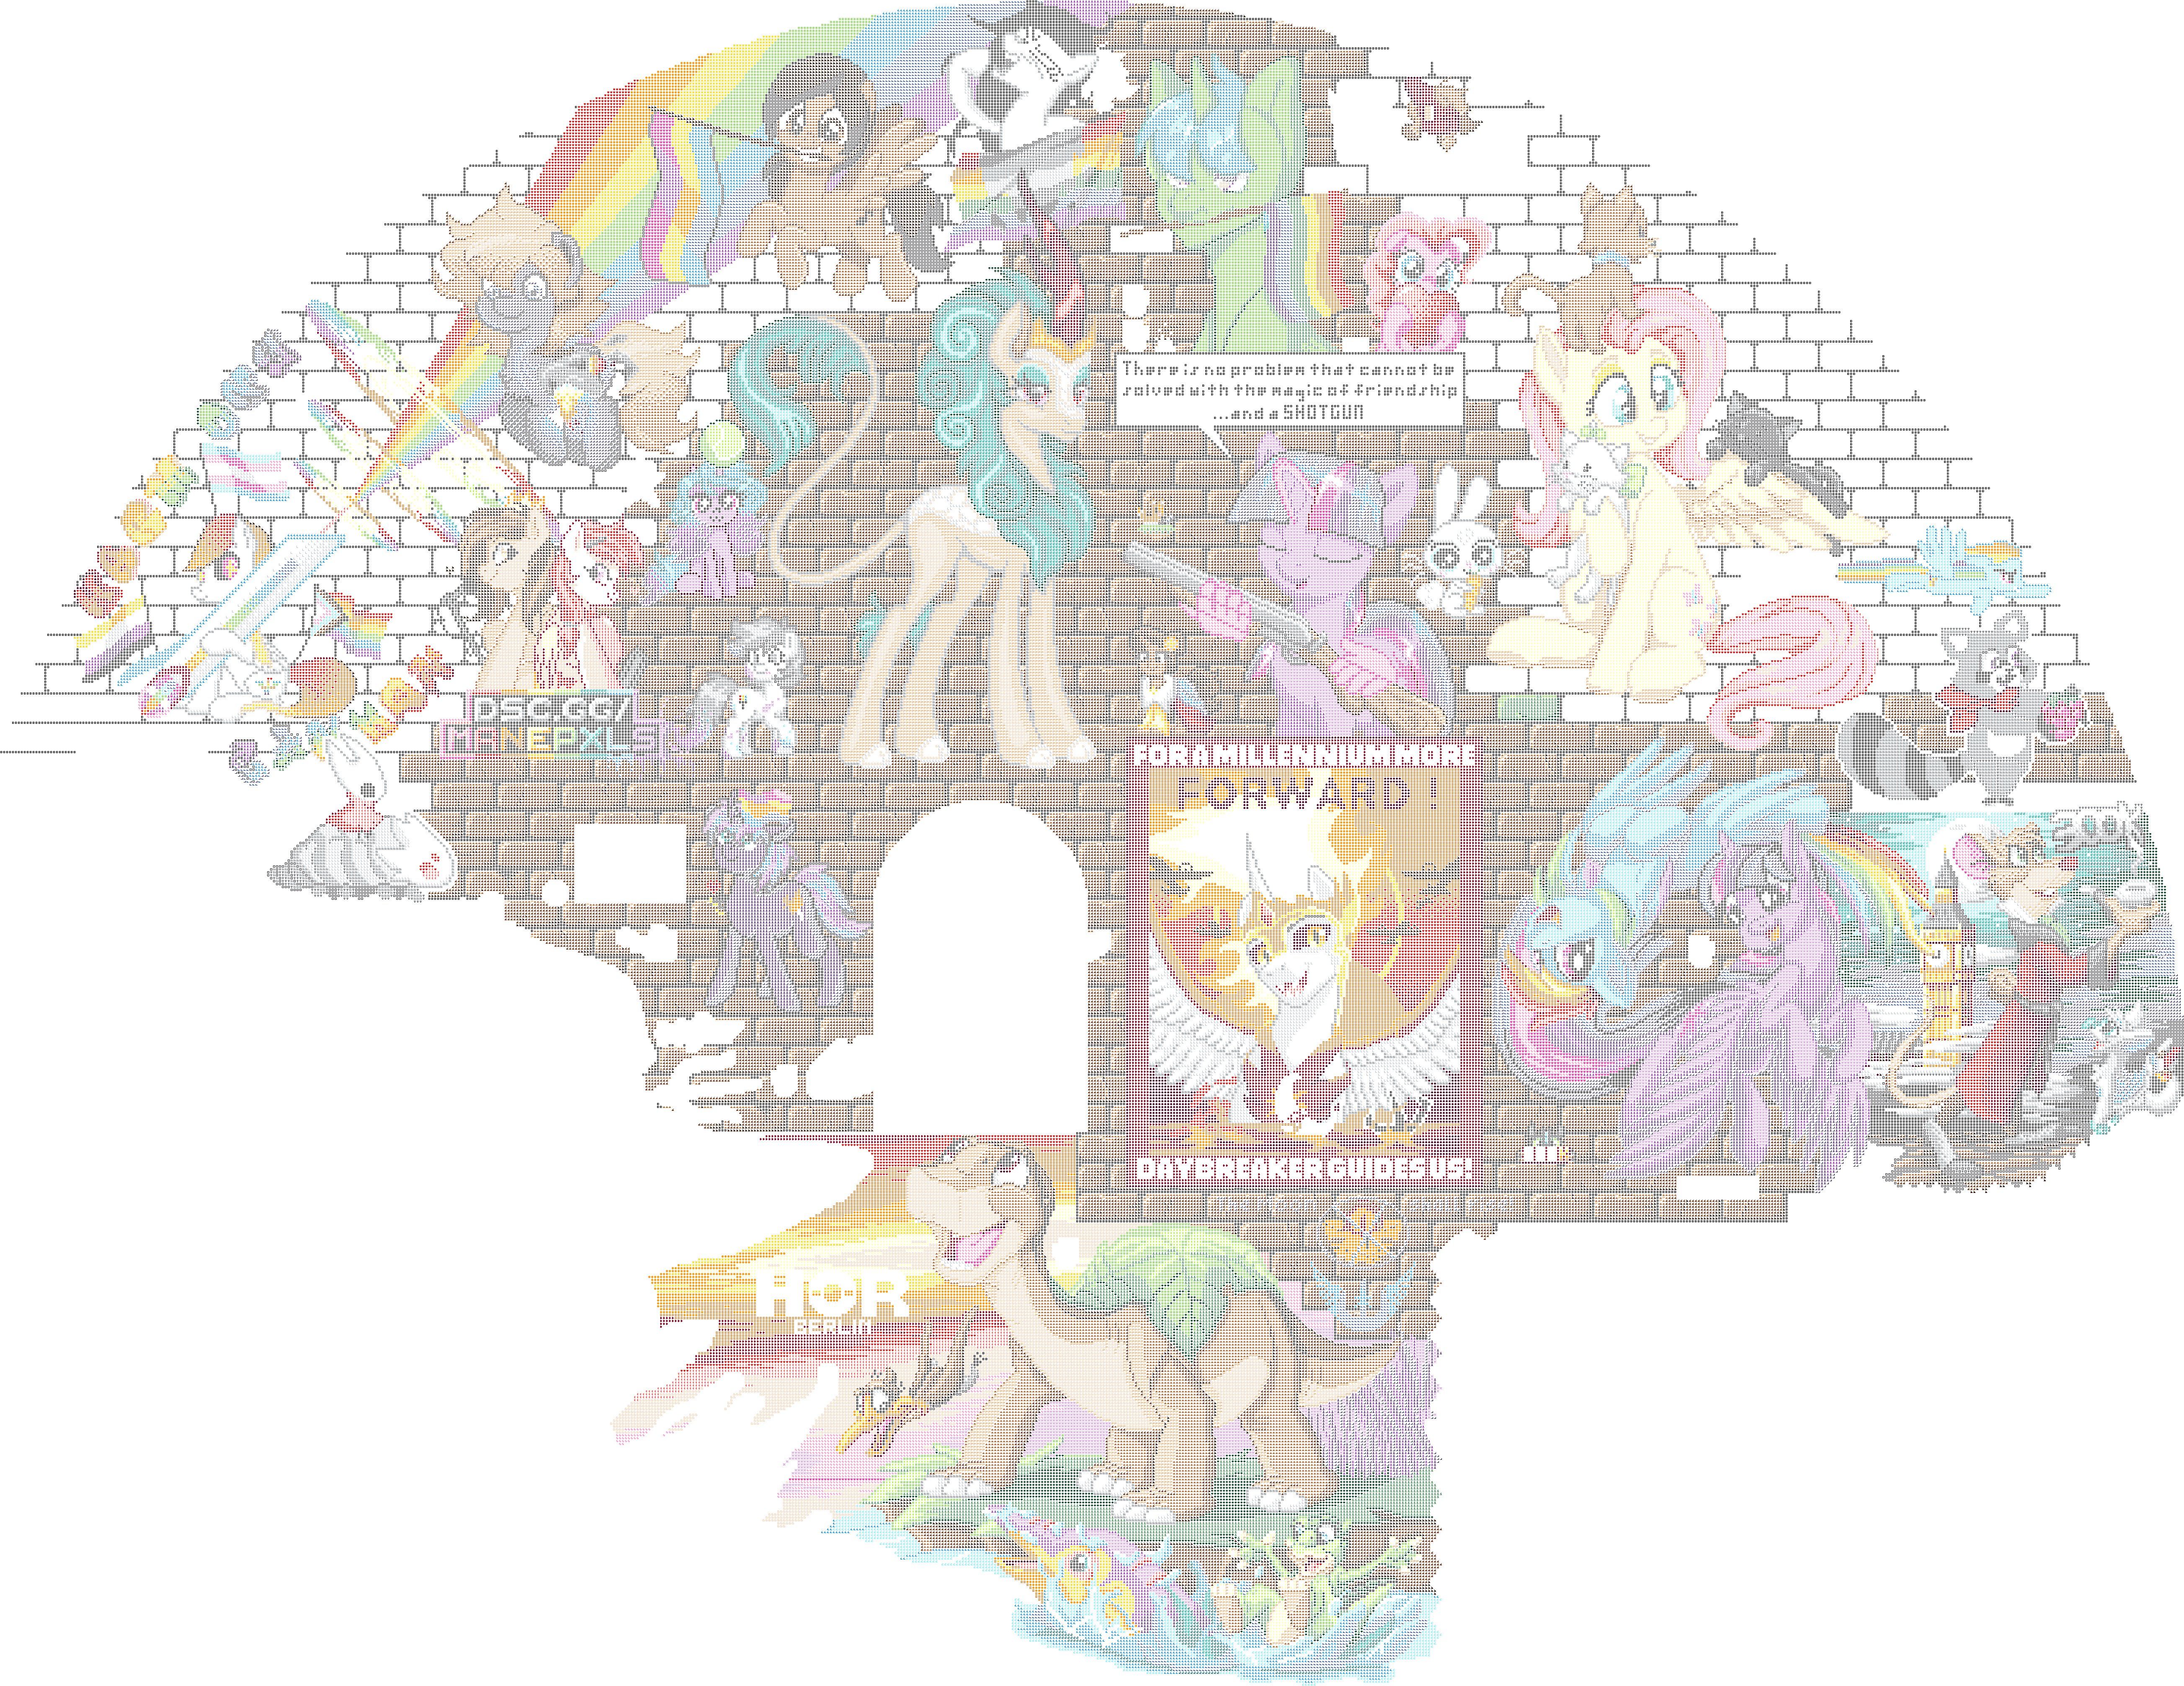 There is no problem that cannot be
solved with the magic of friendship
...and a SHOTGUN
DSC.GG/
MANEPXLS
FOR A MILLENNIUM MORE
FORWARD !
DAYBREAKER GUIDES US!
HOR
BERLIN